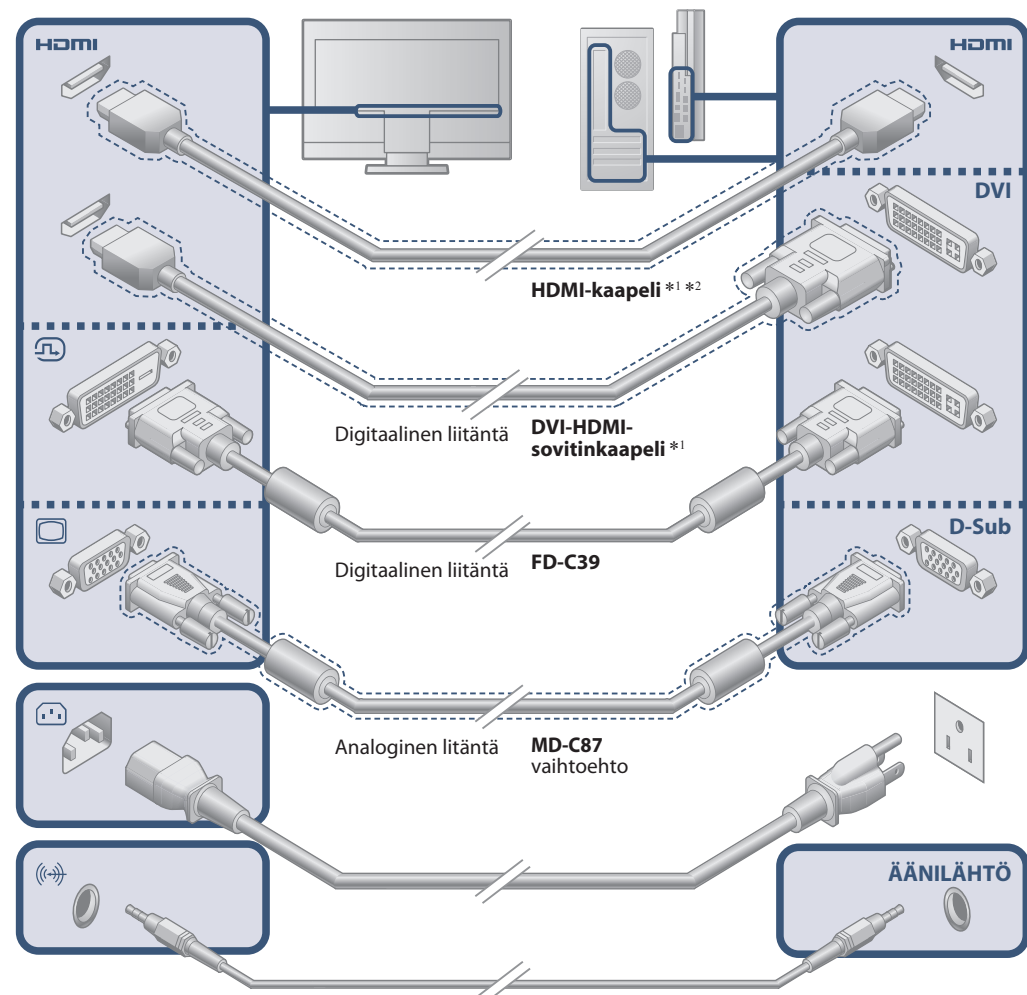 HDMI
HDMI
DVI
HDMI-kaapeli *1 *2
Digitaalinen liitäntä
DVI-HDMI-
sovitinkaapeli *1
D-Sub
Digitaalinen liitäntä
FD-C39
Analoginen litäntä
MD-C87
vaihtoehto
ÄÄNILÄHTÖ